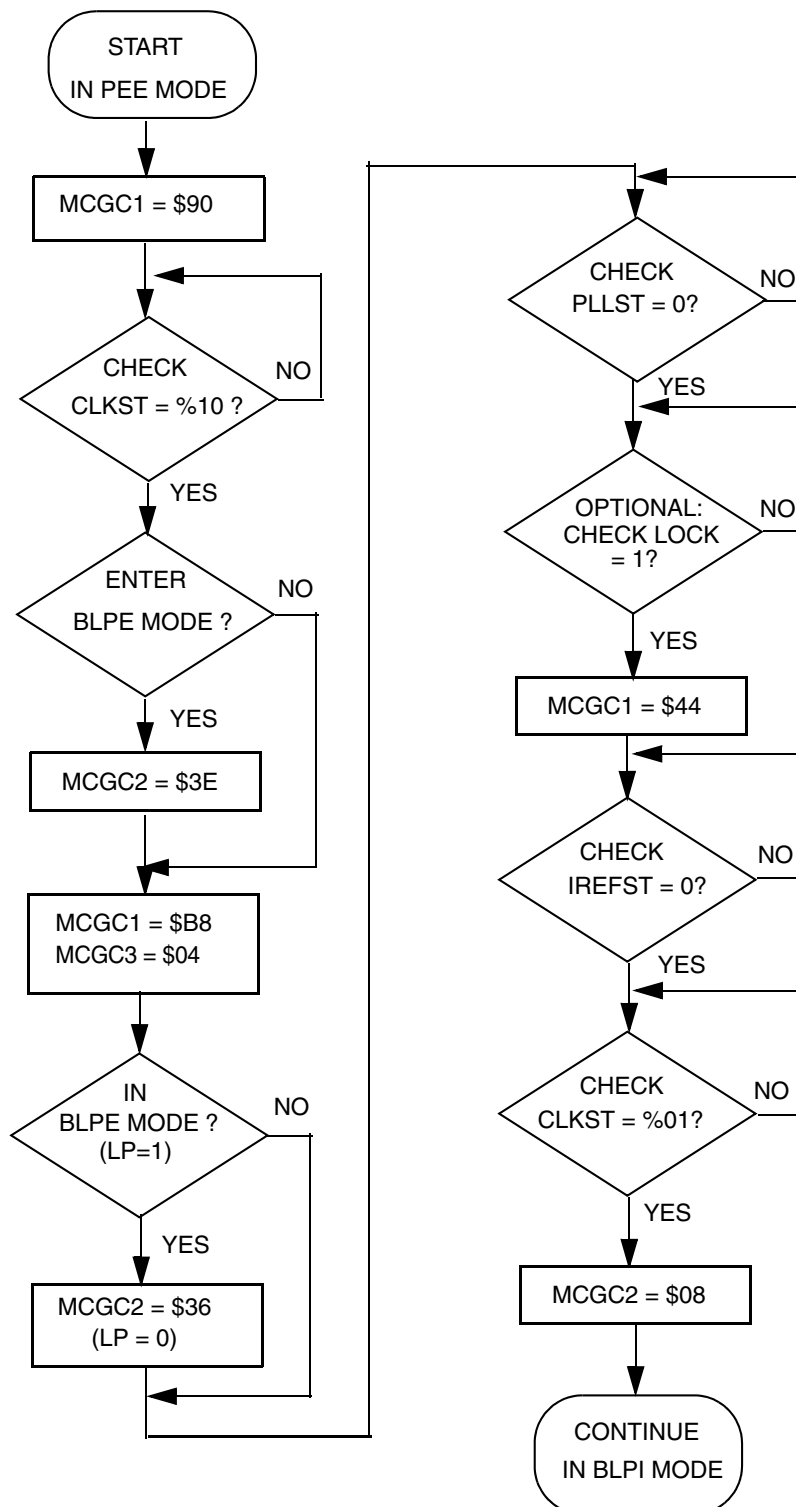 START
IN PEE MODE
MCGC1 = $90
CHECK
CLKST = %10 ?
NO
YES
ENTER
BLPE MODE ?
NO
YES
MCGC2 = $3E
MCGC1 = $B8
MCGC3 = $04
IN
BLPE MODE ?
(LP=1)
NO
YES
MCGC2 = $36
(LP = 0)
CHECK
PLLST = 0?
NO
YES
OPTIONAL:
CHECK LOCK
= 1?
NO
YES
MCGC1 = $44
CHECK
IREFST = 0?
NO
YES
CHECK
CLKST = %01?
NO
YES
MCGC2 = $08
CONTINUE
IN BLPI MODE